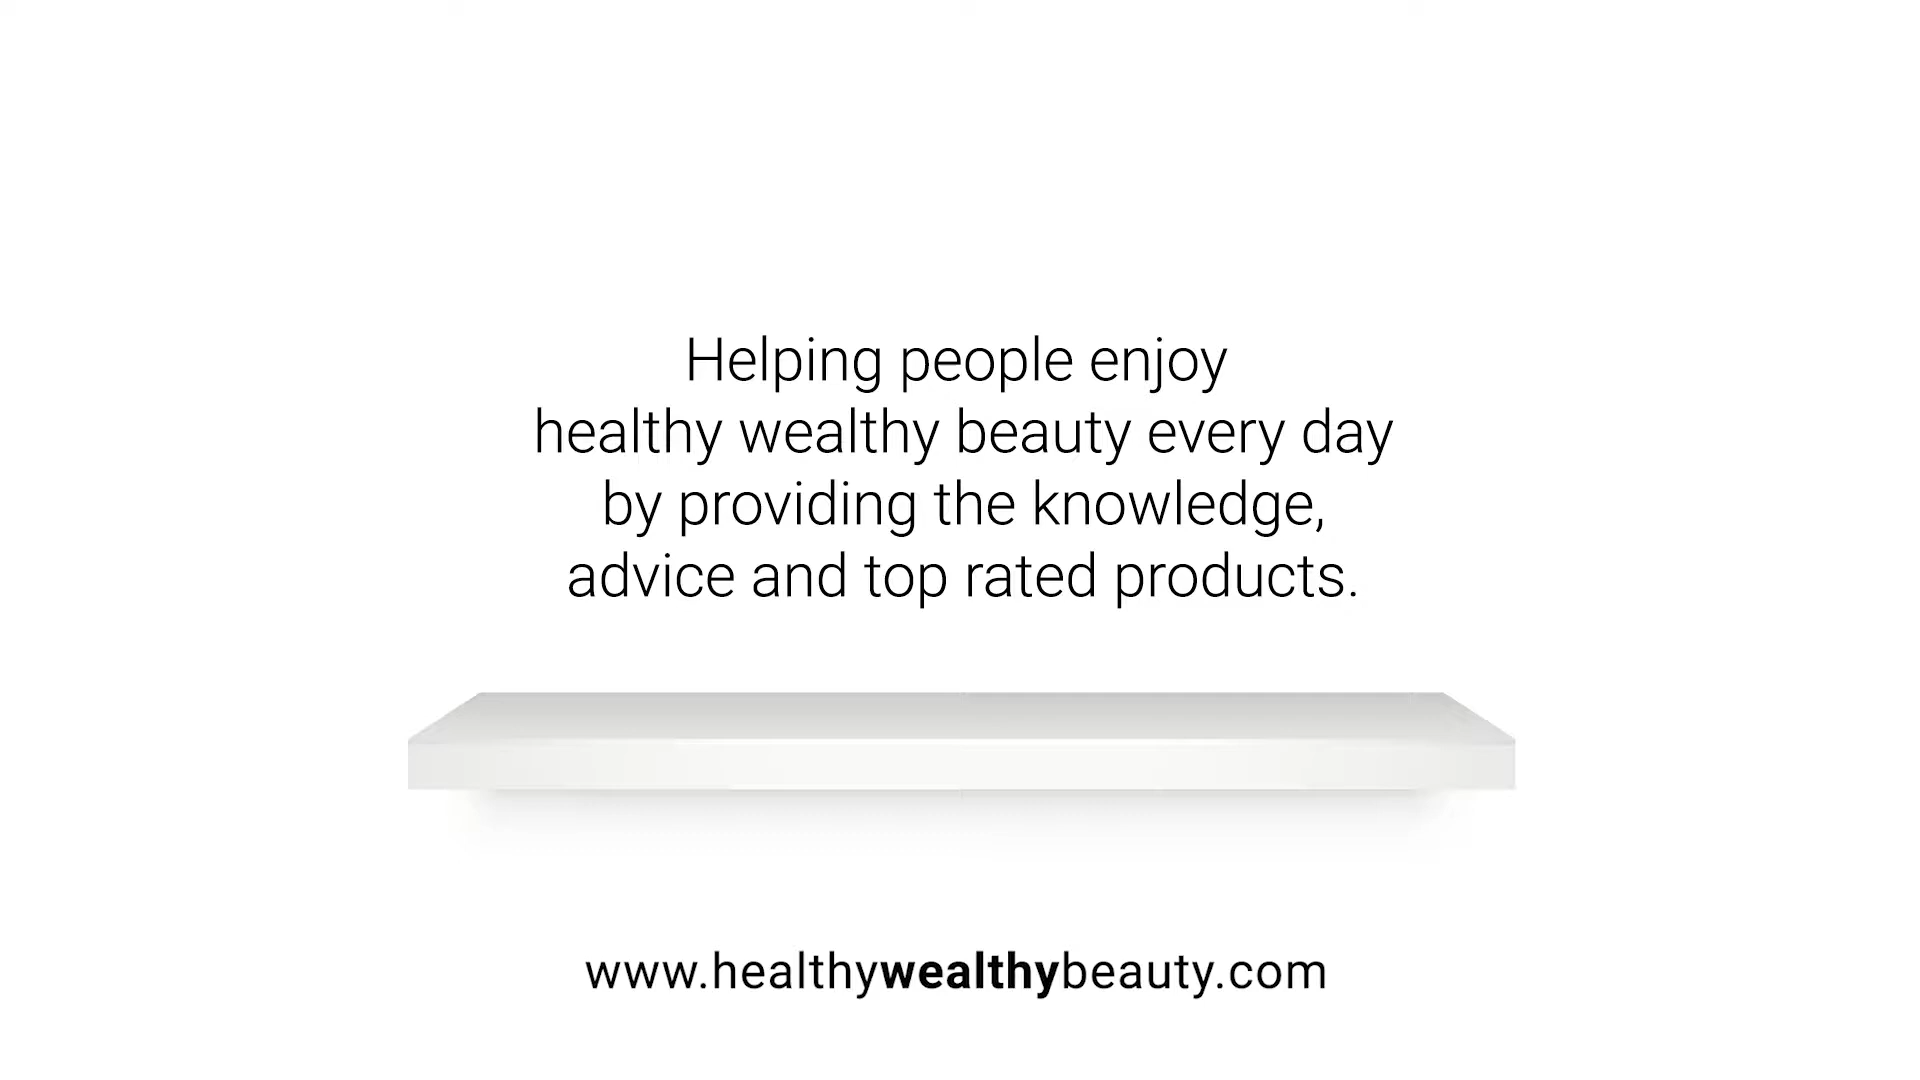 Helping people enjoy
healthy wealthy beauty every day
by providing the knowledge,
advice and top rated products.
www.healthywealthybeauty.com